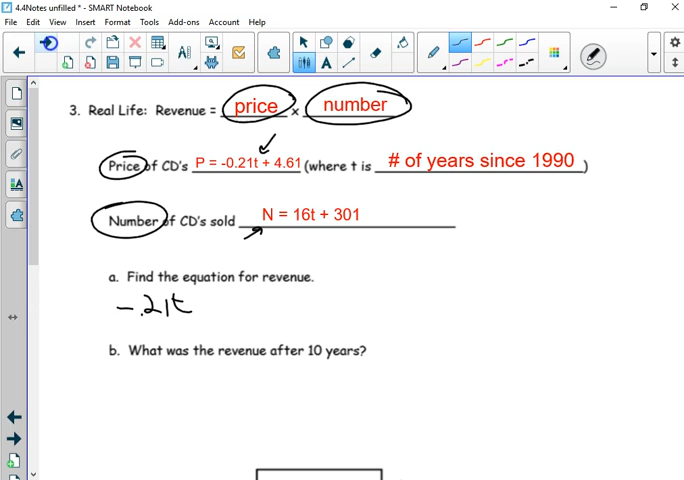 4.4Notes unfilled * - SMART Notebook
File Edit View Insert Format Tools Add-ons Account Help
3. Real Life: Revenue = price x number
Price of CD's P = -0.21t + 4.61 (where t is # of years since 1990 )
Number of CD's sold N = 16t + 301
a. Find the equation for revenue.
-.21t
b. What was the revenue after 10 years?